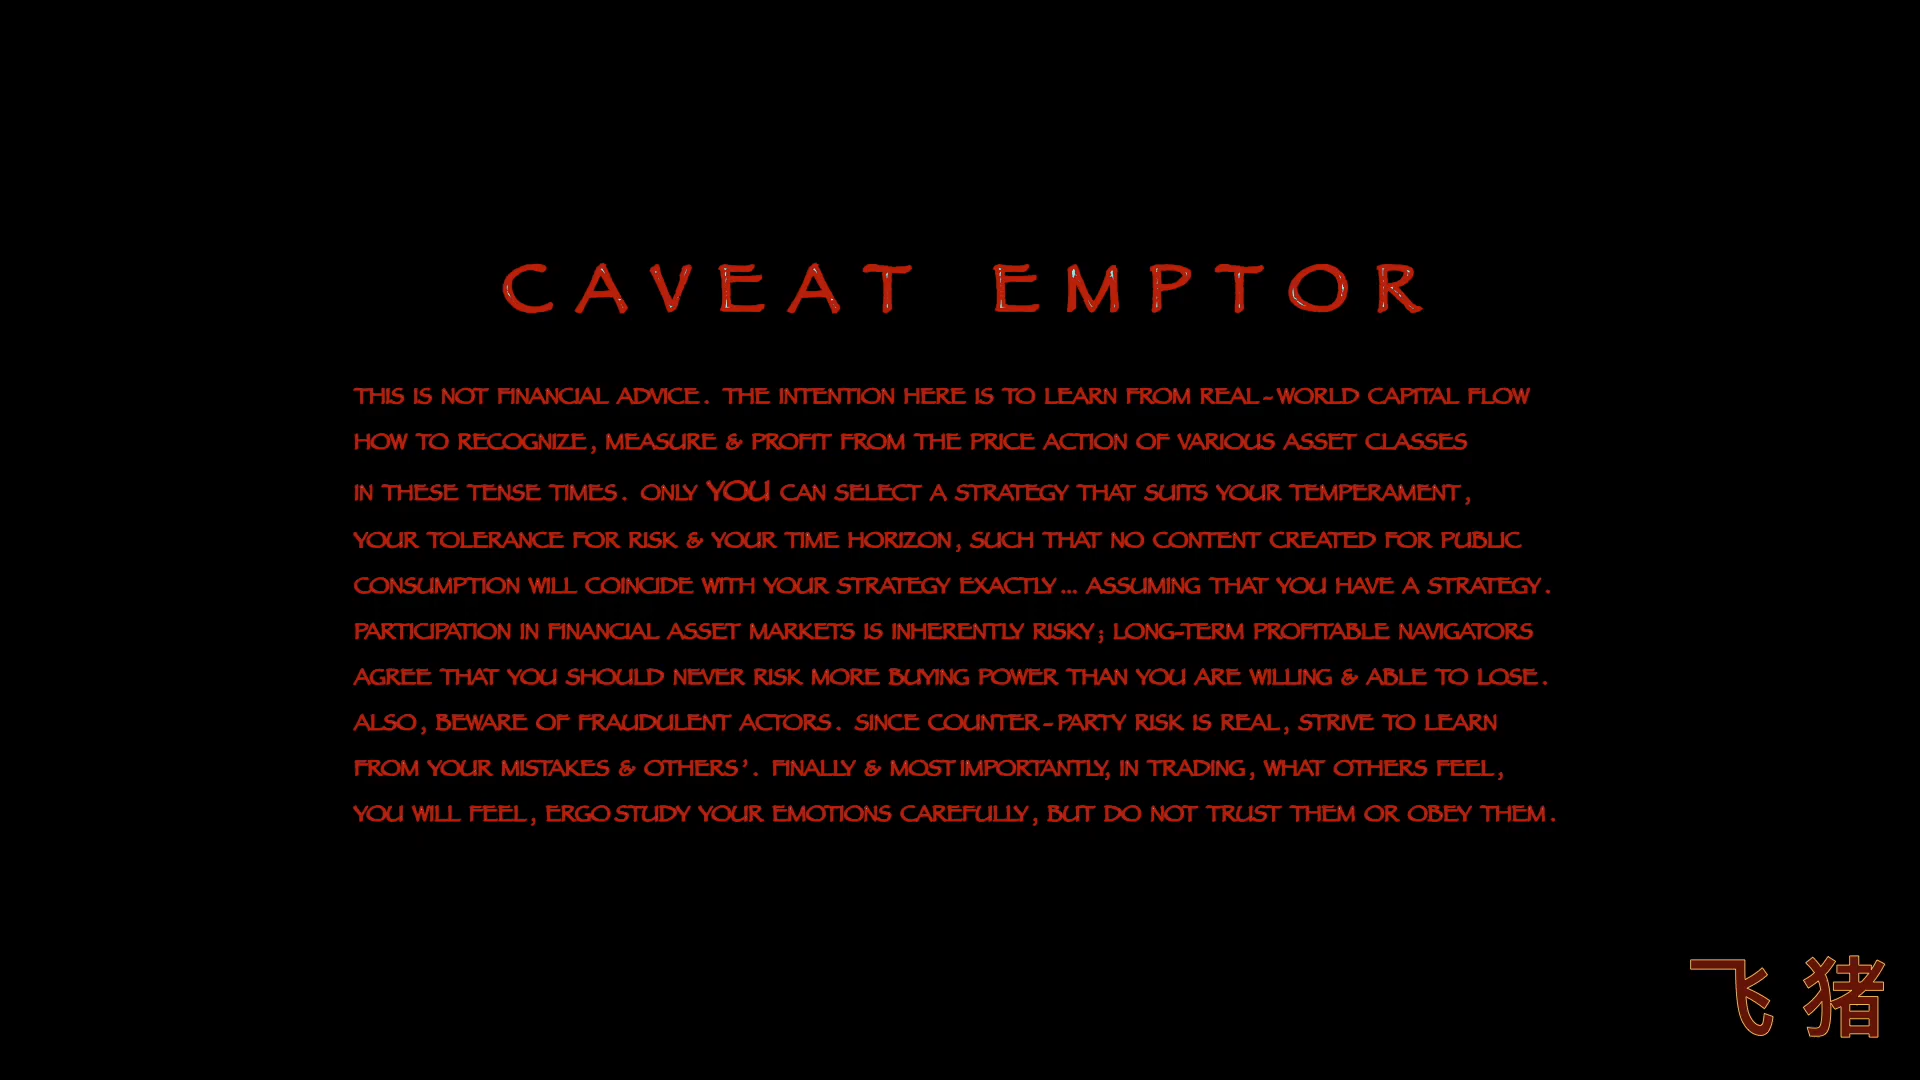 CAVEAT EMPTOR
THIS IS NOT FINANCIAL ADVICE. THE INTENTION HERE IS TO LEARN FROM REAL-WORLD CAPITAL FLOW
HOW TO RECOGNIZE, MEASURE & PROFIT FROM THE PRICE ACTION OF VARIOUS ASSET CLASSES
IN THESE TENSE TIMES. ONLY YOU CAN SELECT A STRATEGY THAT SUITS YOUR TEMPERAMENT,
YOUR TOLERANCE FOR RISK & YOUR TIME HORIZON, SUCH THAT NO CONTENT CREATED FOR PUBLIC
CONSUMPTION WILL COINCIDE WITH YOUR STRATEGY EXACTLY... ASSUMING THAT YOU HAVE A STRATEGY.
PARTICIPATION IN FINANCIAL ASSET MARKETS IS INHERENTLY RISKY; LONG-TERM PROFITABLE NAVIGATORS
AGREE THAT YOU SHOULD NEVER RISK MORE BUYING POWER THAN YOU ARE WILLING & ABLE TO LOSE.
ALSO, BEWARE OF FRAUDULENT ACTORS. SINCE COUNTER-PARTY RISK IS REAL, STRIVE TO LEARN
FROM YOUR MISTAKES & OTHERS'. FINALLY & MOST IMPORTANTLY, IN TRADING, WHAT OTHERS FEEL,
YOU WILL FEEL, ERGO STUDY YOUR EMOTIONS CAREFULLY, BUT DO NOT TRUST THEM OR OBEY THEM.
飞猪